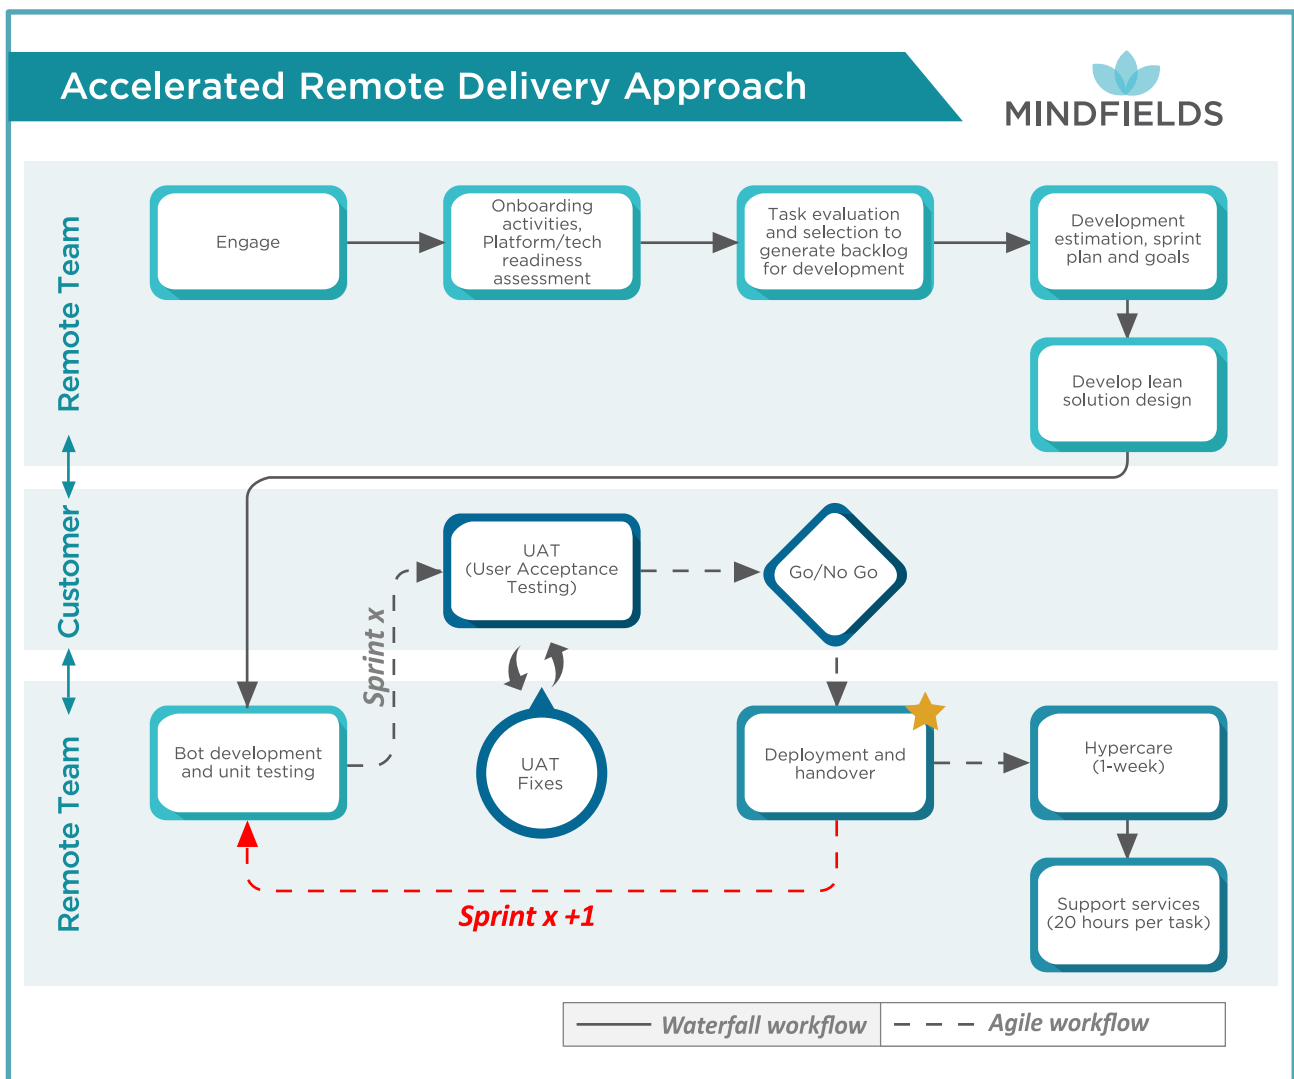 Accelerated Remote Delivery Approach
MINDFIELDS
Remote Team
Engage
Onboarding
activities,
Platform/tech
readiness
assessment
Task evaluation
and selection to
generate backlog
for development
Development
estimation, sprint
plan and goals
Develop lean
solution design
Customer
Sprint x
UAT
(User Acceptance
Testing)
Go/No Go
Remote Team
Bot development
and unit testing
UAT
Fixes
Deployment and
handover
Hypercare
(1-week)
Sprint x +1
Support services
(20 hours per task)
Waterfall workflow
Agile workflow